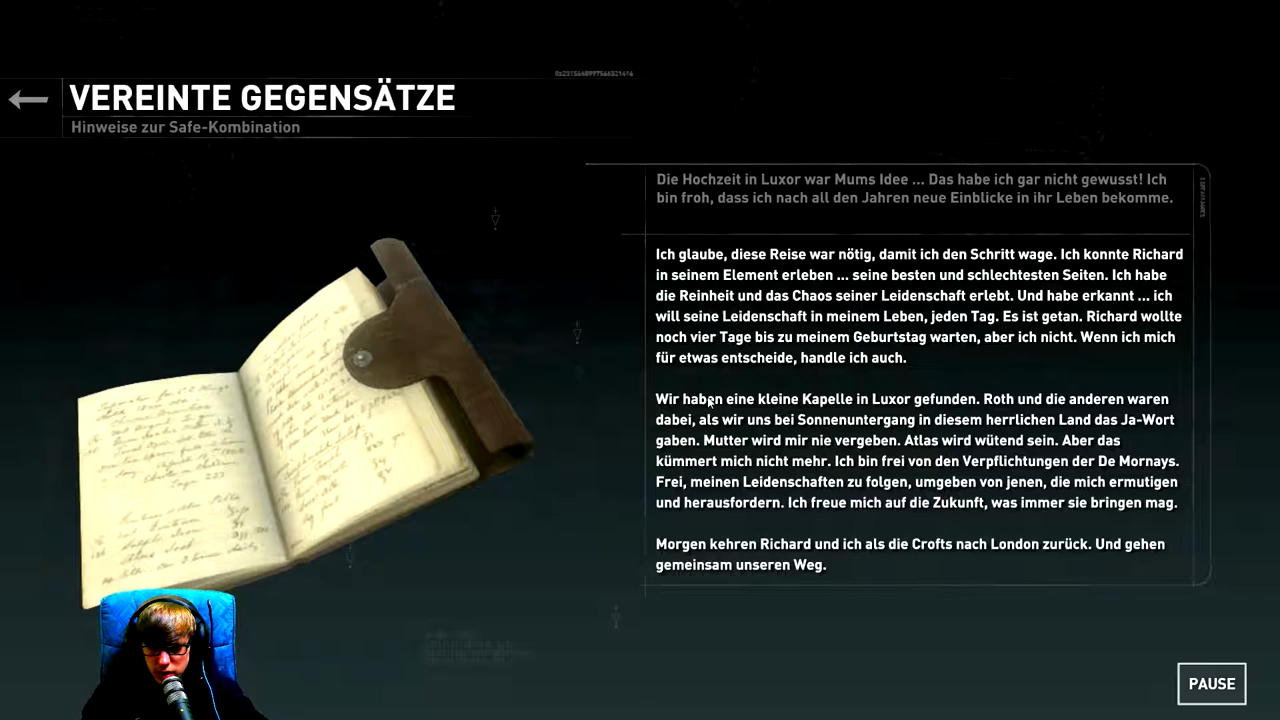 VEREINTE GEGENSÄTZE
Hinweise zur Safe-Kombination
Die Hochzeit in Luxor war Mums Idee ... Das habe ich gar nicht gewusst! Ich
bin froh, dass ich nach all den Jahren neue Einblicke in ihr Leben bekomme.
Ich glaube, diese Reise war nötig, damit ich den Schritt wage. Ich konnte Richard
in seinem Element erleben ... seine besten und schlechtesten Seiten. Ich habe
die Reinheit und das Chaos seiner Leidenschaft erlebt. Und habe erkannt ... ich
will seine Leidenschaft in meinem Leben, jeden Tag. Es ist getan. Richard wollte
noch vier Tage bis zu meinem Geburtstag warten, aber ich nicht. Wenn ich mich
für etwas entscheide, handle ich auch.
Wir haben eine kleine Kapelle in Luxor gefunden. Roth und die anderen waren
dabei, als wir uns bei Sonnenuntergang in diesem herrlichen Land das Ja-Wort
gaben. Mutter wird mir nie vergeben. Atlas wird wütend sein. Aber das
kümmert mich nicht mehr. Ich bin frei von den Verpflichtungen der De Mornays.
Frei, meinen Leidenschaften zu folgen, umgeben von jenen, die mich ermutigen
und herausfordern. Ich freue mich auf die Zukunft, was immer sie bringen mag.
Morgen kehren Richard und ich als die Crofts nach London zurück. Und gehen
gemeinsam unseren Weg.
PAUSE